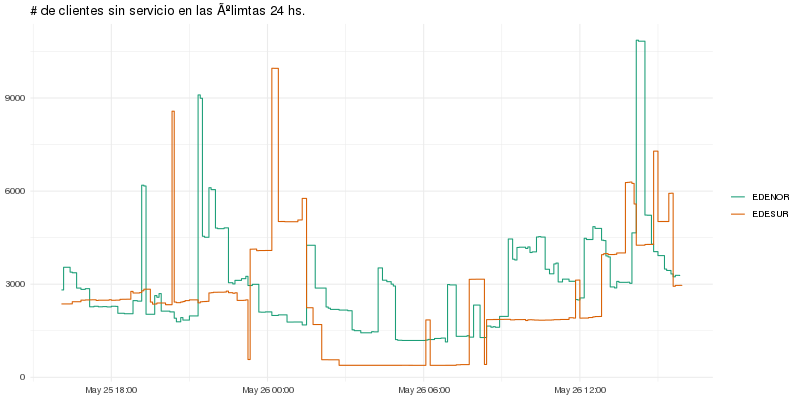 # de clientes sin servicio en las Ãºlimtas 24 hs.
9000
6000
3000
0
May 25 18:00
May 26 00:00
May 26 06:00
May 26 12:00
EDENOR
EDESUR